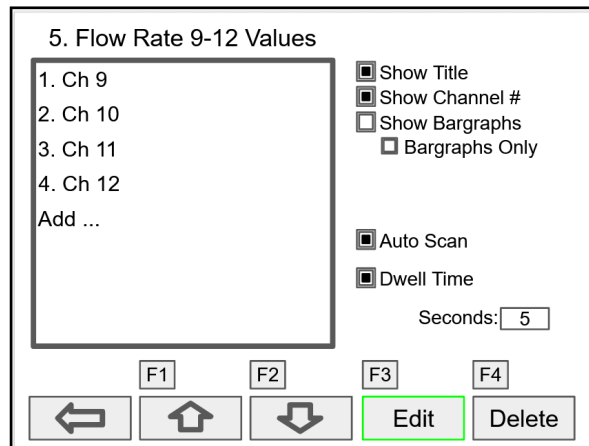 5. Flow Rate 9-12 Values
1. Ch 9
2. Ch 10
3. Ch 11
4. Ch 12
Add ...
Show Title
Show Channel #
Show Bargraphs
Bargraphs Only
Auto Scan
Dwell Time
Seconds: 5
F1 F2 F3 F4
Edit Delete